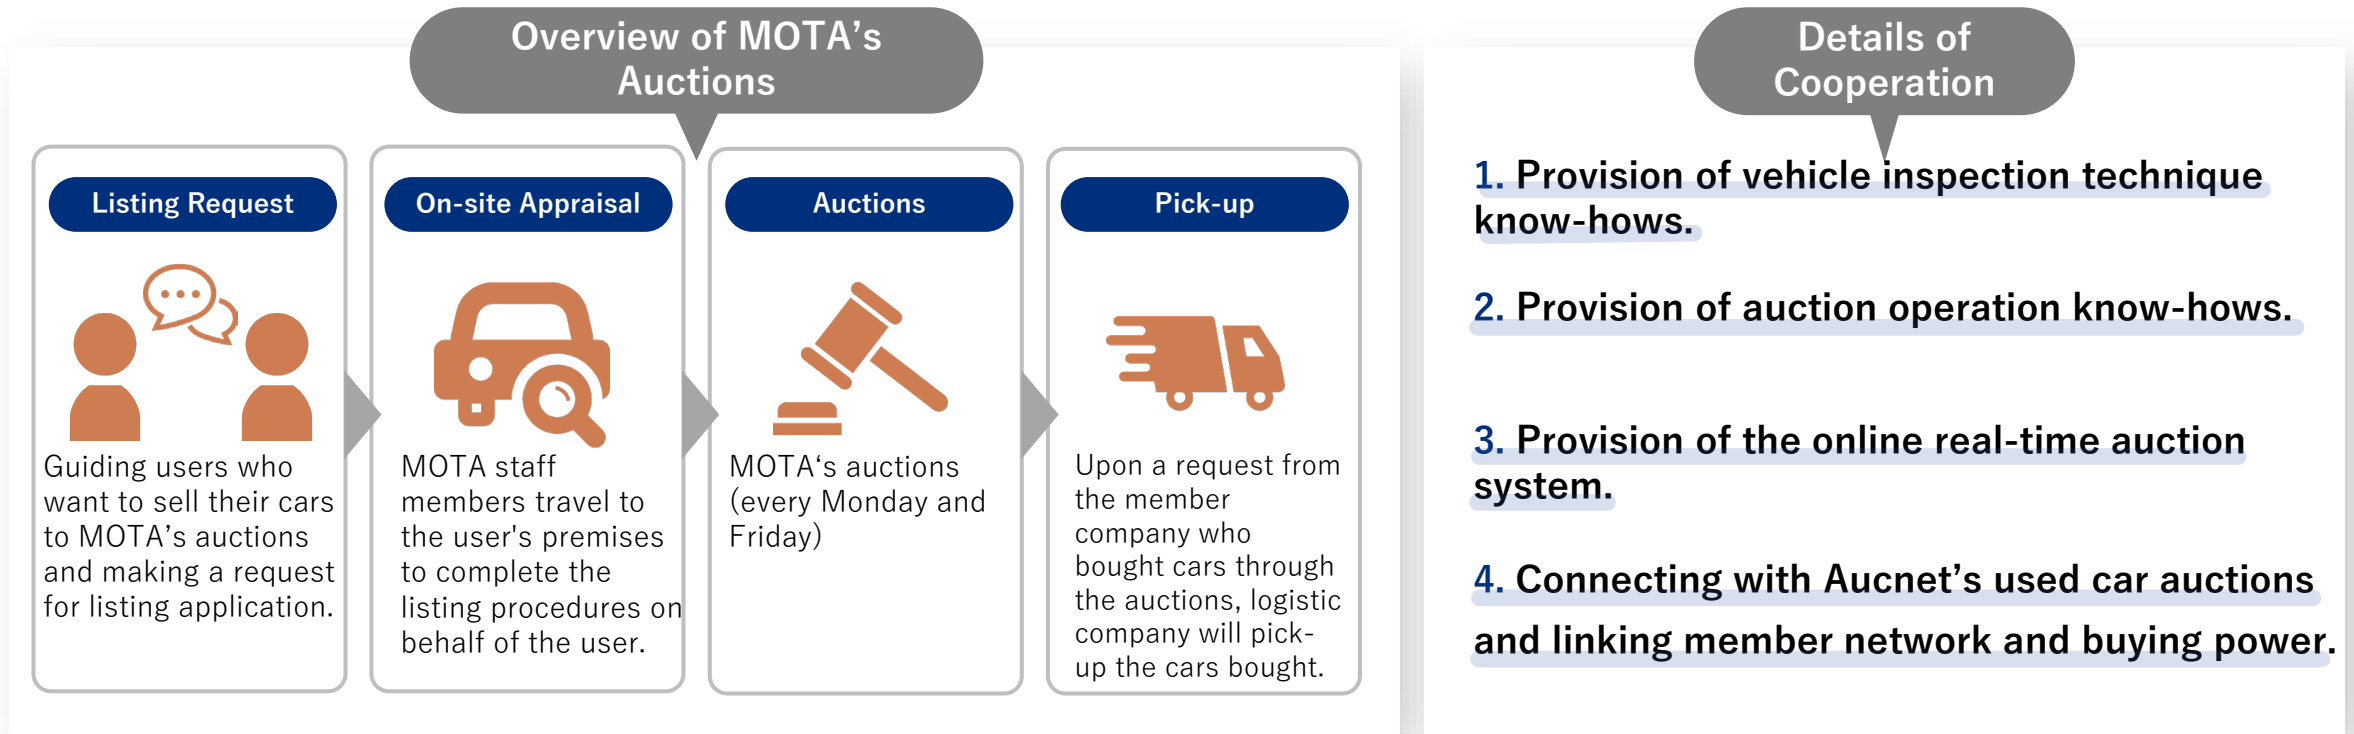 Overview of MOTA’s
Auctions
Listing Request
Guiding users who
want to sell their cars
to MOTA’s auctions
and making a request
for listing application.
On-site Appraisal
MOTA staff
members travel to
the user's premises
to complete the
listing procedures on
behalf of the user.
Auctions
MOTA‘s auctions
(every Monday and
Friday)
Pick-up
Upon a request from
the member
company who
bought cars through
the auctions, logistic
company will pick-
up the cars bought.
Details of
Cooperation
1. Provision of vehicle inspection technique
know-hows.
2. Provision of auction operation know-hows.
3. Provision of the online real-time auction
system.
4. Connecting with Aucnet’s used car auctions
and linking member network and buying power.